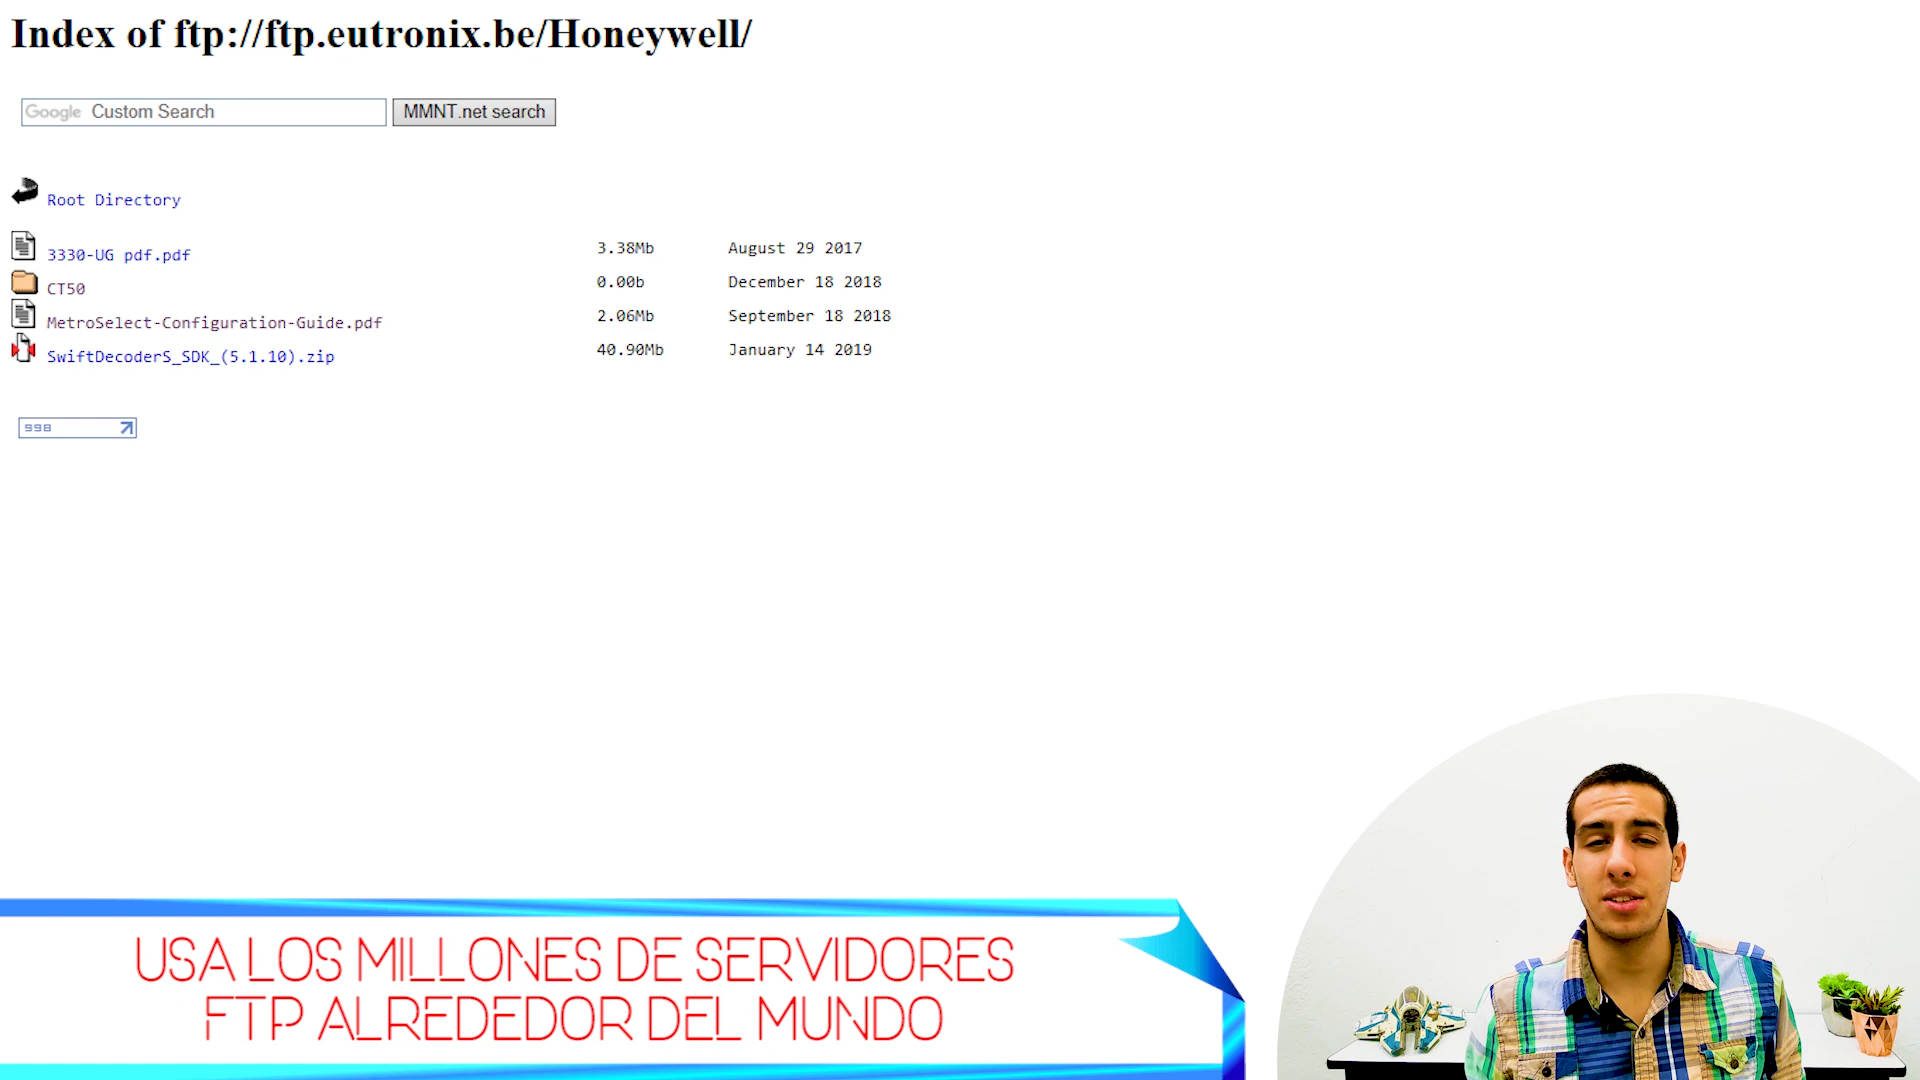 Index of ftp://ftp.eutronix.be/Honeywell/
Google Custom Search MMNT.net search
Root Directory
3330-UG pdf.pdf 3.38Mb August 29 2017
CT50 0.00b December 18 2018
MetroSelect-Configuration-Guide.pdf 2.06Mb September 18 2018
SwiftDecoderS_SDK_(5.1.10).zip 40.90Mb January 14 2019
998
USA LOS MILLONES DE SERVIDORES
FTP ALREDEDOR DEL MUNDO